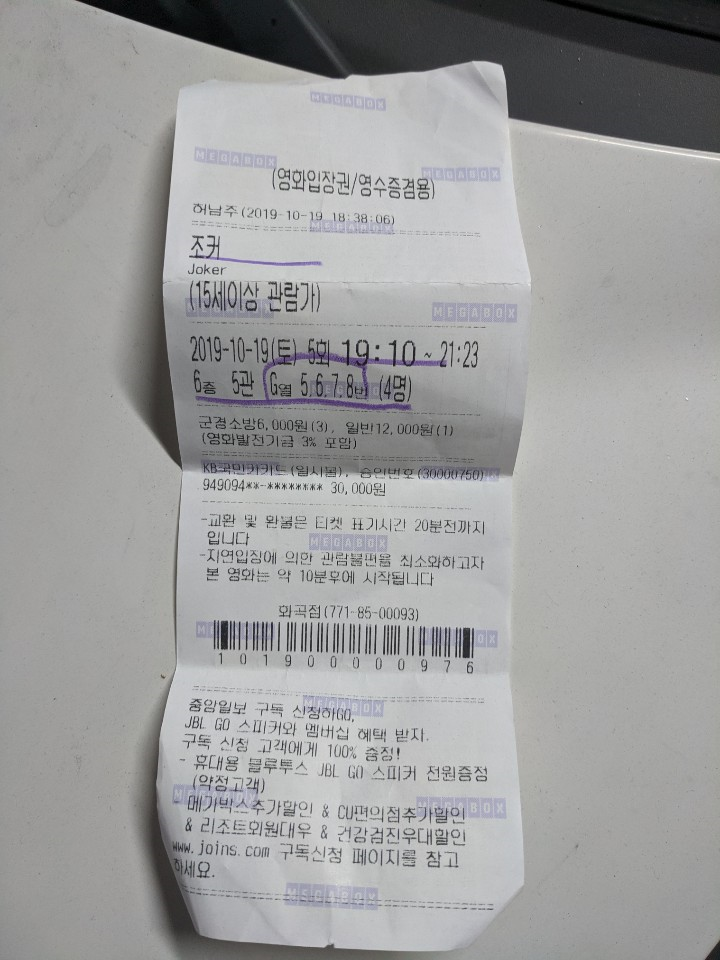 MEGABOX
MEGABOX
MEGABOX
(영화입장권/영수증겸용)
허남주(2019-10-19 18:38:06)
MEGABOX
조커
Joker
(15세이상 관람가)
MEGABOX
2019-10-19(토) 5회 19:10 ~ 21:23
6층 5관 G열 5,6,7,8번 (4명)
군경소방6,000원(3), 일반12,000원(1)
(영화발전기금 3% 포함)
KB국민카드(일시불), 승인번호(30000750)
949094**-******** 30,000원
-교환 및 환불은 티켓 표기시간 20분전까지
입니다
MEGABOX
-지연입장에 의한 관람불편을 최소화하고자
본 영화는 약 10분후에 시작됩니다
화곡점(771-85-00093)
1019000000976
MEGABOX
중앙일보 구독 신청하GO,
JBL GO 스피커와 멤버십 혜택 받자.
구독 신청 고객에게 100% 증정!
- 휴대용 블루투스 JBL GO 스피커 전원증정
(약정고객)
메가박스추가할인 & CU편의점추가할인
MEGABOX
& 리조트회원대우 & 건강검진우대할인
www.joins.com 구독신청 페이지를 참고
하세요.
MEGABOX